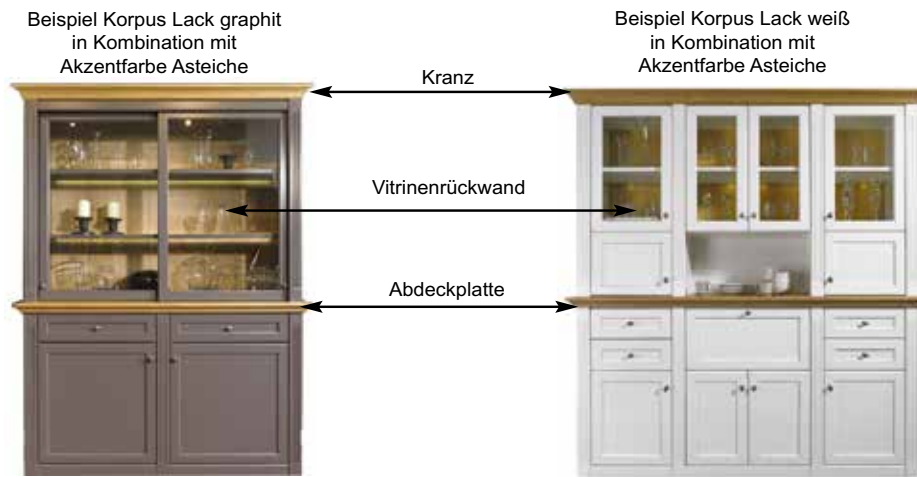 Beispiel Korpus Lack graphit
in Kombination mit
Akzentfarbe Asteiche
Beispiel Korpus Lack weiß
in Kombination mit
Akzentfarbe Asteiche
Kranz
Vitrinenrückwand
Abdeckplatte